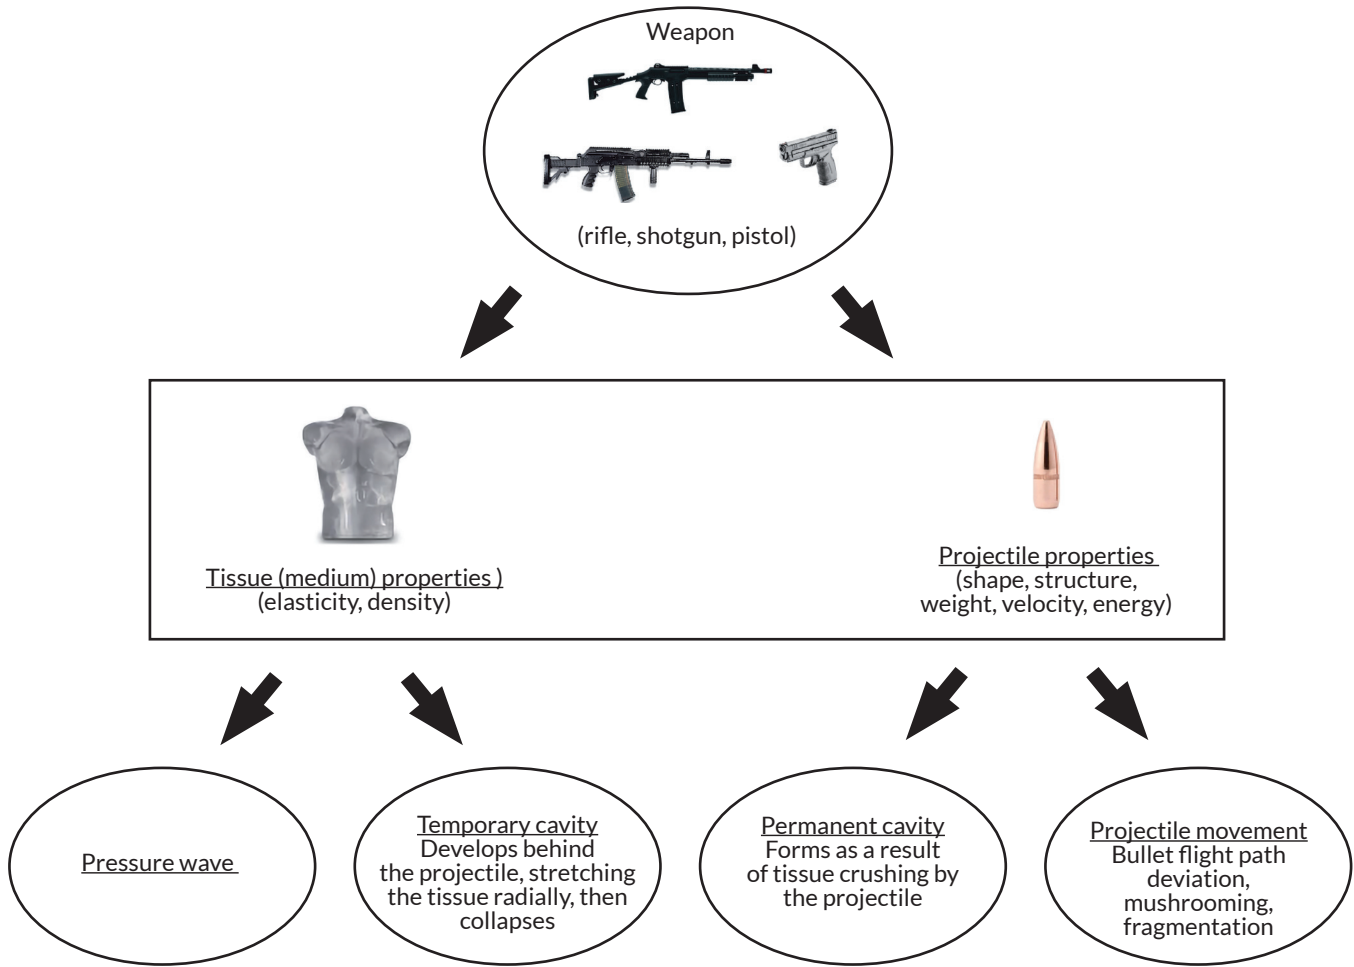 Weapon
(rifle, shotgun, pistol)
Tissue (medium) properties )
(elasticity, density)
Projectile properties
(shape, structure,
weight, velocity, energy)
Pressure wave
Temporary cavity
Develops behind
the projectile, stretching
the tissue radially, then
collapses
Permanent cavity
Forms as a result
of tissue crushing by
the projectile
Projectile movement
Bullet flight path
deviation,
mushrooming,
fragmentation